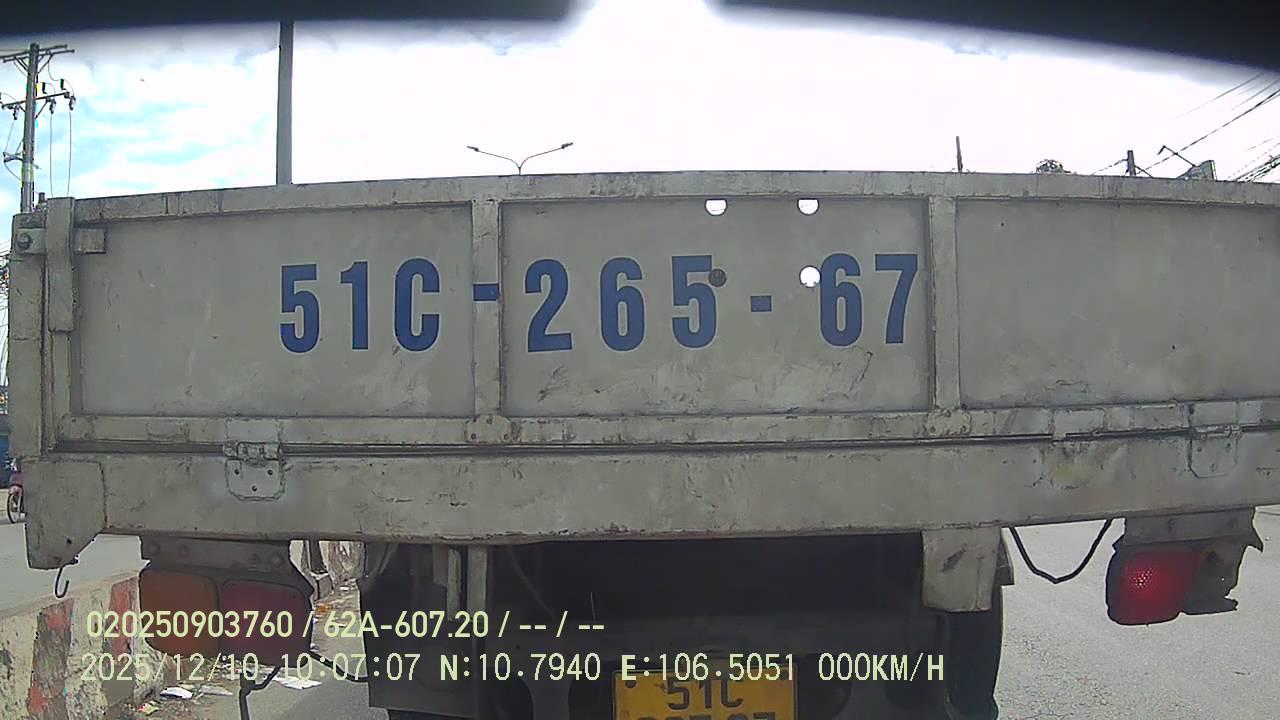 51C-265-67
020250903760 / 62A-607.20 / -- / --
2025/12/10 10:07:07 N:10.7940 E:106.5051 000KM/H
51C